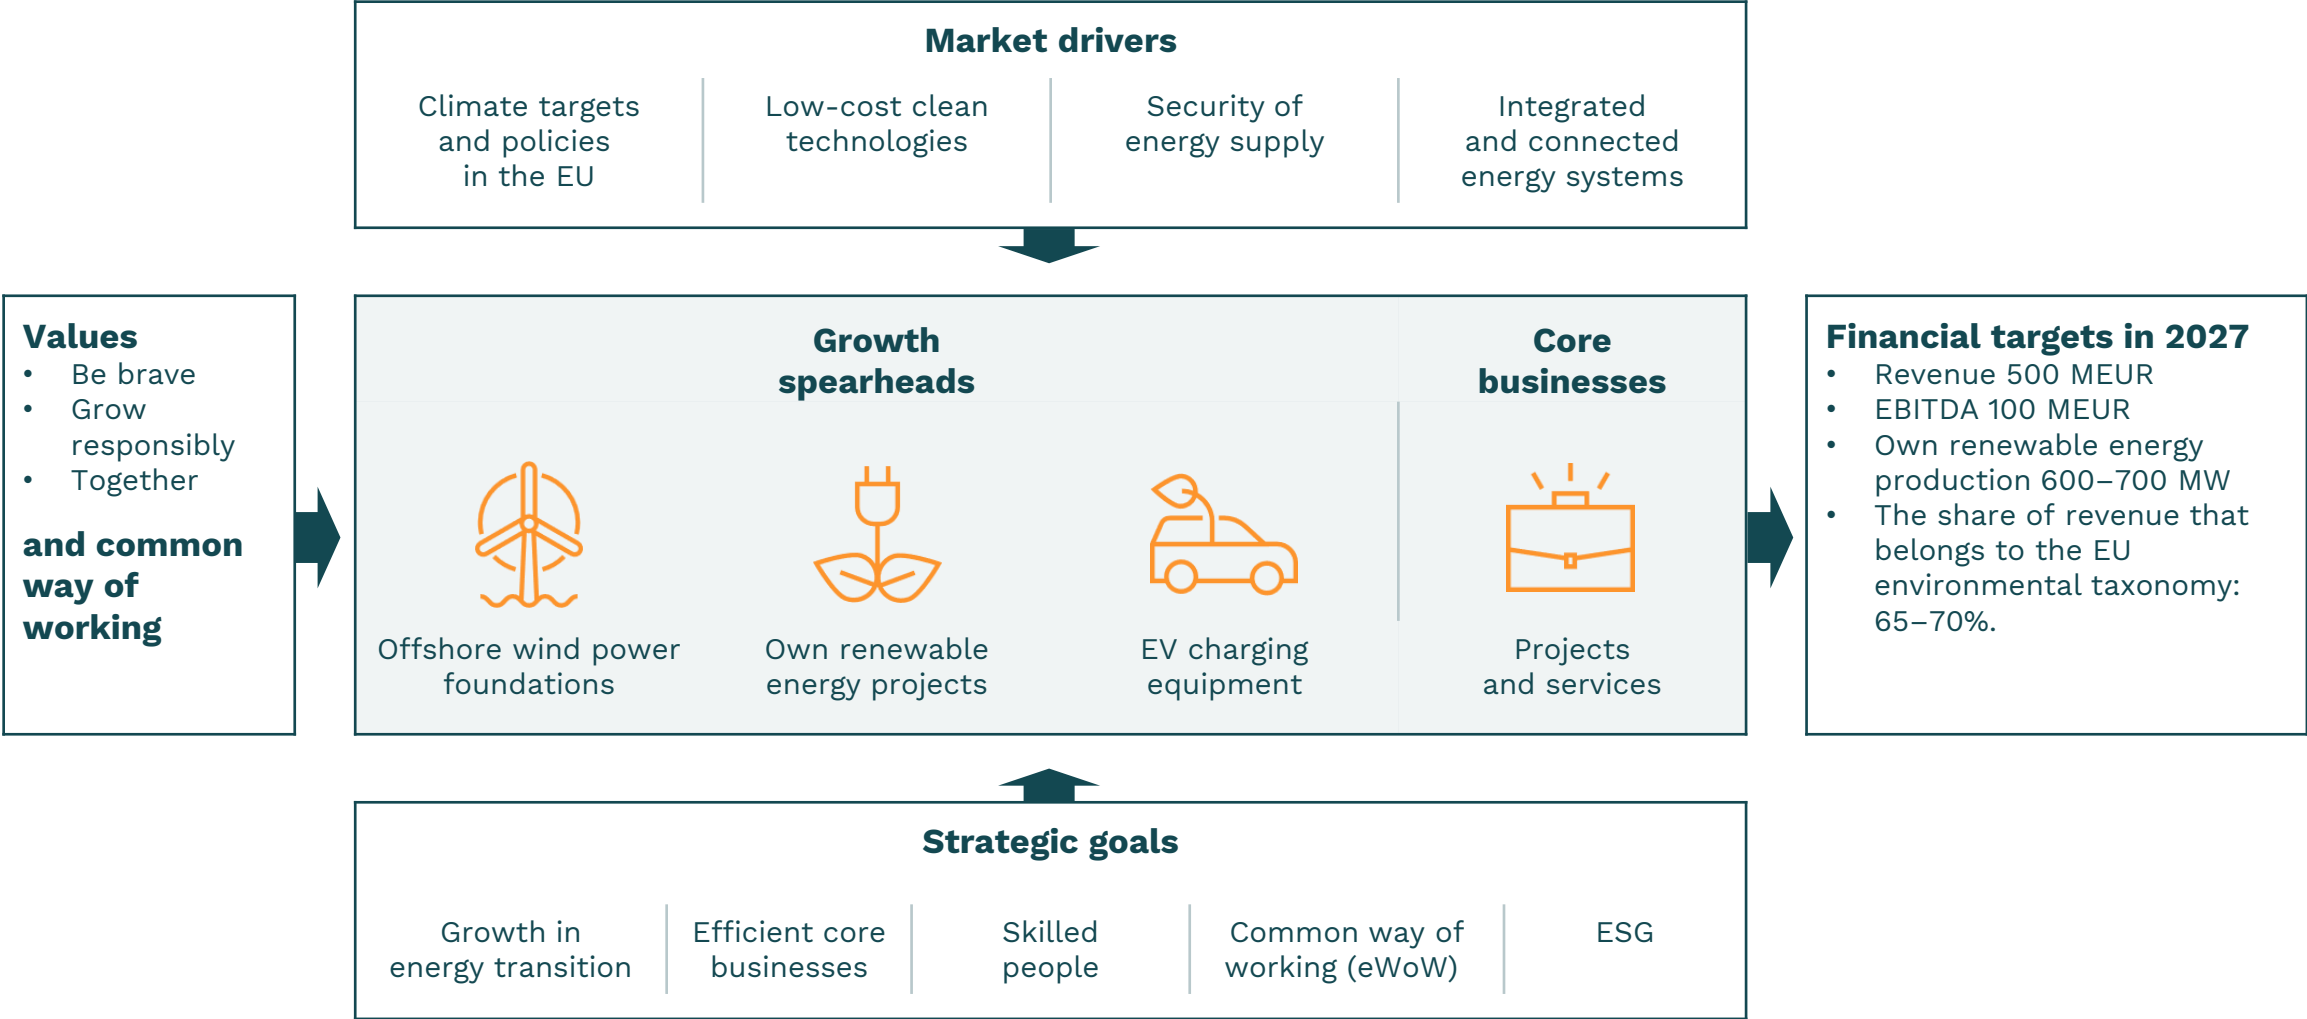 Market drivers
Climate targets
and policies
in the EU
Low-cost clean
technologies
Security of
energy supply
Integrated
and connected
energy systems
Values
• Be brave
• Grow
responsibly
• Together
and common
way of
working
Growth
spearheads
Offshore wind power
foundations
Own renewable
energy projects
EV charging
equipment
Core
businesses
Projects
and services
Financial targets in 2027
• Revenue 500 MEUR
• EBITDA 100 MEUR
• Own renewable energy
production 600–700 MW
• The share of revenue that
belongs to the EU
environmental taxonomy:
65–70%.
Strategic goals
Growth in
energy transition
Efficient core
businesses
Skilled
people
Common way of
working (eWoW)
ESG